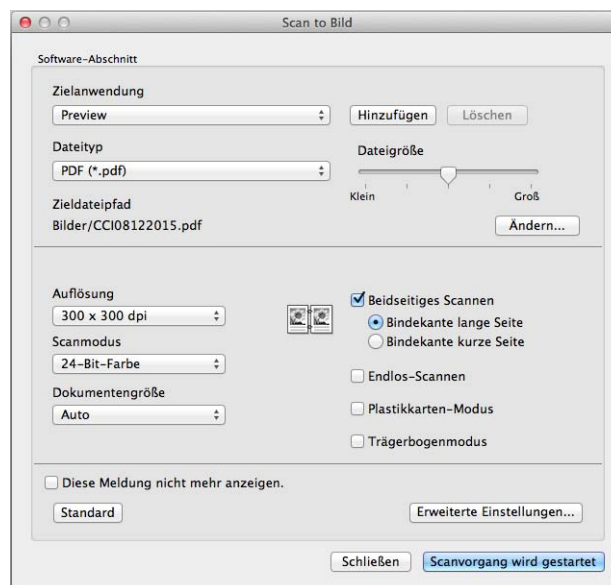 Scan to Bild
Software-Abschnitt
Zielanwendung
Preview
Hinzufügen
Löschen
Dateityp
PDF (*.pdf)
Dateigröße
Klein
Groß
Zieldateipfad
Bilder/CCI08122015.pdf
Ändern...
Auflösung
300 x 300 dpi
Scanmodus
24-Bit-Farbe
Dokumentengröße
Auto
Beidseitiges Scannen
Bindekante lange Seite
Bindekante kurze Seite
Endlos-Scannen
Plastikkarten-Modus
Trägerbogenmodus
Diese Meldung nicht mehr anzeigen.
Standard
Erweiterte Einstellungen...
Schließen
Scanvorgang wird gestartet